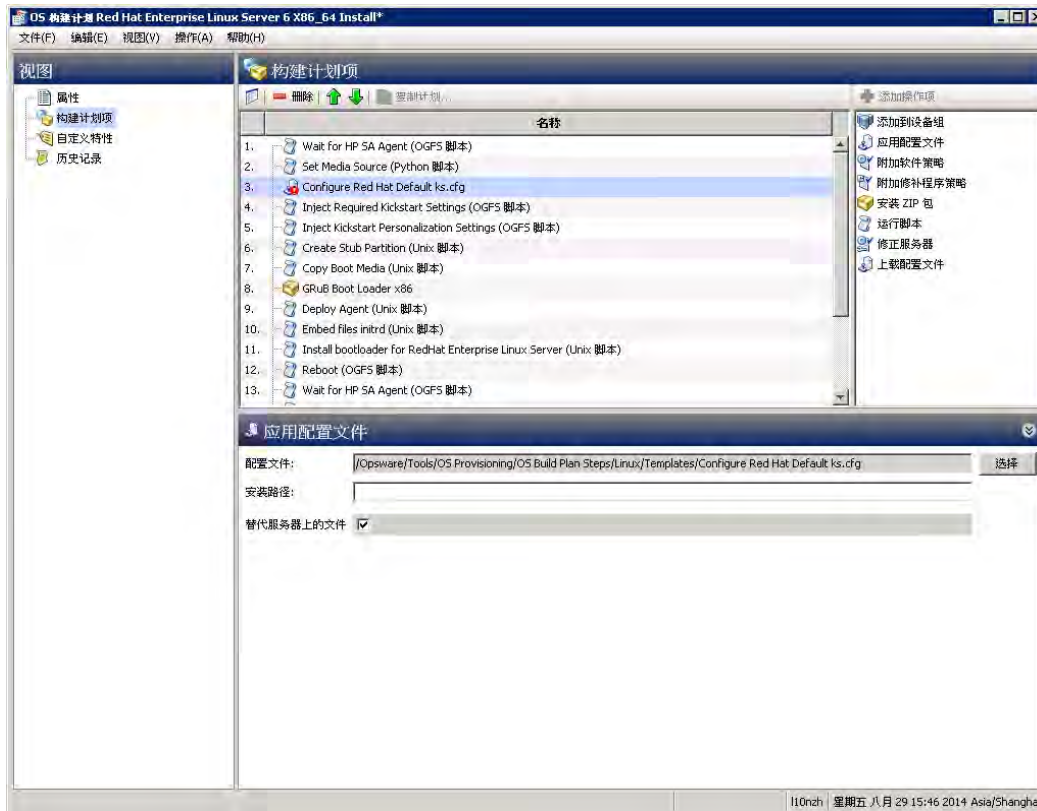 OS 构建计划 Red Hat Enterprise Linux Server 6 X86_64 Install*
文件(F) 编辑(E) 视图(V) 操作(A) 帮助(H)
视图
属性
构建计划项
自定义特性
历史记录
构建计划项
删除 复制计划...
名称
1. Wait for HP SA Agent (OGFS 脚本)
2. Set Media Source (Python 脚本)
3. Configure Red Hat Default ks.cfg
4. Inject Required Kickstart Settings (OGFS 脚本)
5. Inject Kickstart Personalization Settings (OGFS 脚本)
6. Create Stub Partition (Unix 脚本)
7. Copy Boot Media (Unix 脚本)
8. GRuB Boot Loader x86
9. Deploy Agent (Unix 脚本)
10. Embed files initrd (Unix 脚本)
11. Install bootloader for RedHat Enterprise Linux Server (Unix 脚本)
12. Reboot (OGFS 脚本)
13. Wait for HP SA Agent (OGFS 脚本)
添加操作项
添加到设备组
应用配置文件
附加软件策略
附加修补程序策略
安装 ZIP 包
运行脚本
修正服务器
上载配置文件
应用配置文件
配置文件: /Opsware/Tools/OS Provisioning/OS Build Plan Steps/Linux/Templates/Configure Red Hat Default ks.cfg 选择
安装路径:
替代服务器上的文件
l10nzh 星期五 八月 29 15:46 2014 Asia/Shangha